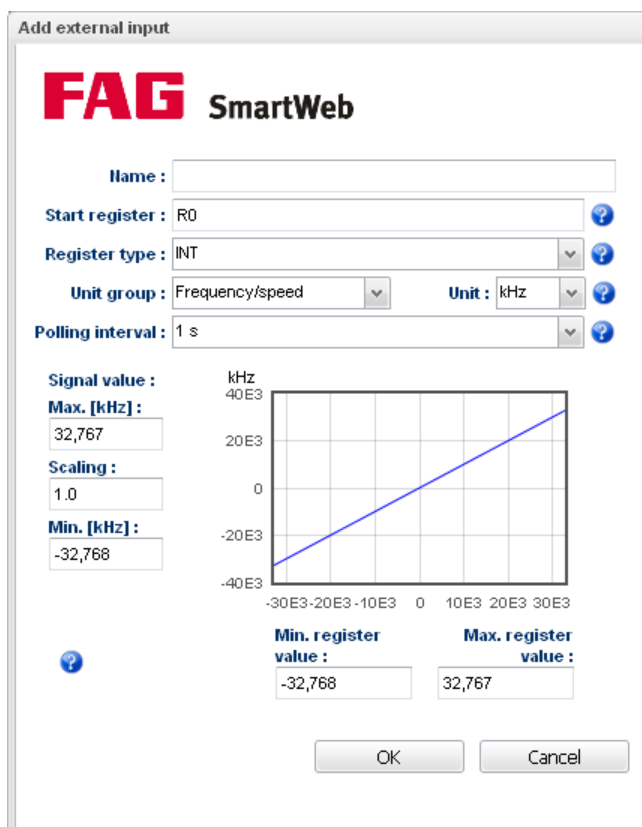 Add external input
FAG SmartWeb
Name :
Start register : R0
Register type : INT
Unit group : Frequency/speed Unit : kHz
Polling interval : 1 s
Signal value :
Max. [kHz] :
32,767
Scaling :
1.0
Min. [kHz] :
-32,768
kHz
40E3
20E3
0
-20E3
-40E3
-30E3 -20E3 -10E3 0 10E3 20E3 30E3
Min. register
value :
-32,768
Max. register
value :
32,767
OK Cancel